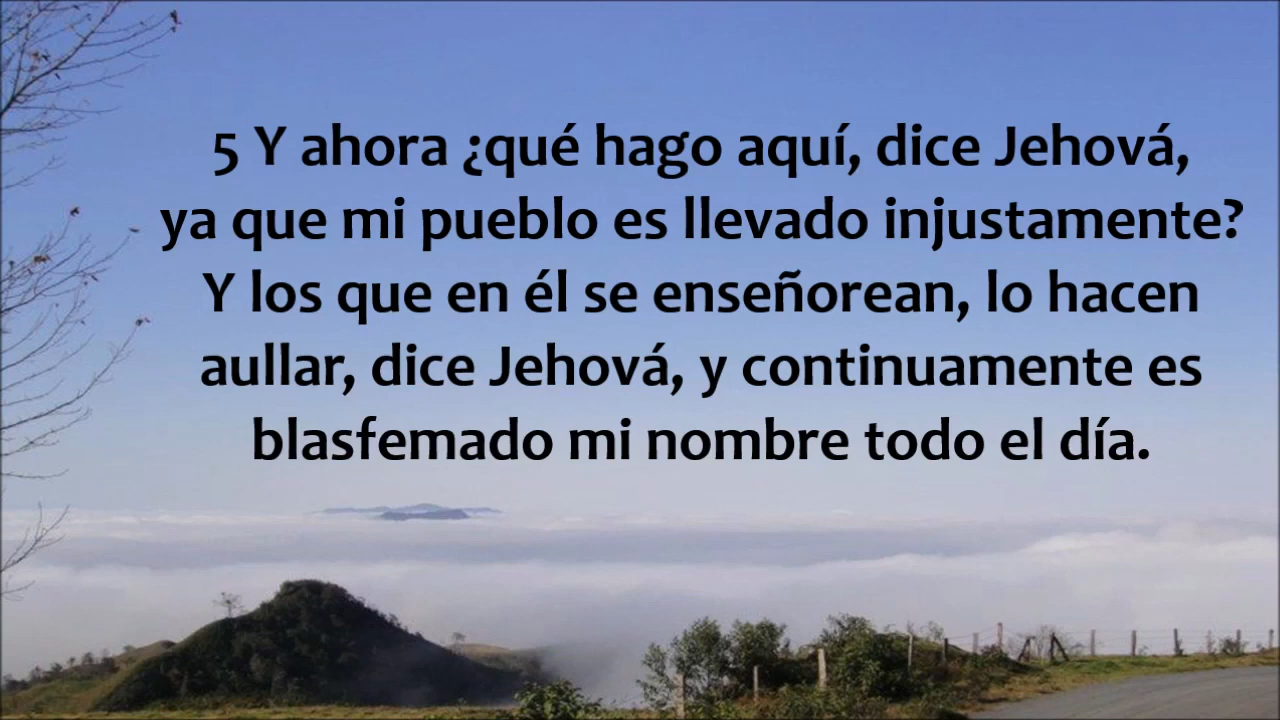 5 Y ahora ¿qué hago aquí, dice Jehová,
ya que mi pueblo es llevado injustamente?
Y los que en él se enseñorean, lo hacen
aullar, dice Jehová, y continuamente es
blasfemado mi nombre todo el día.